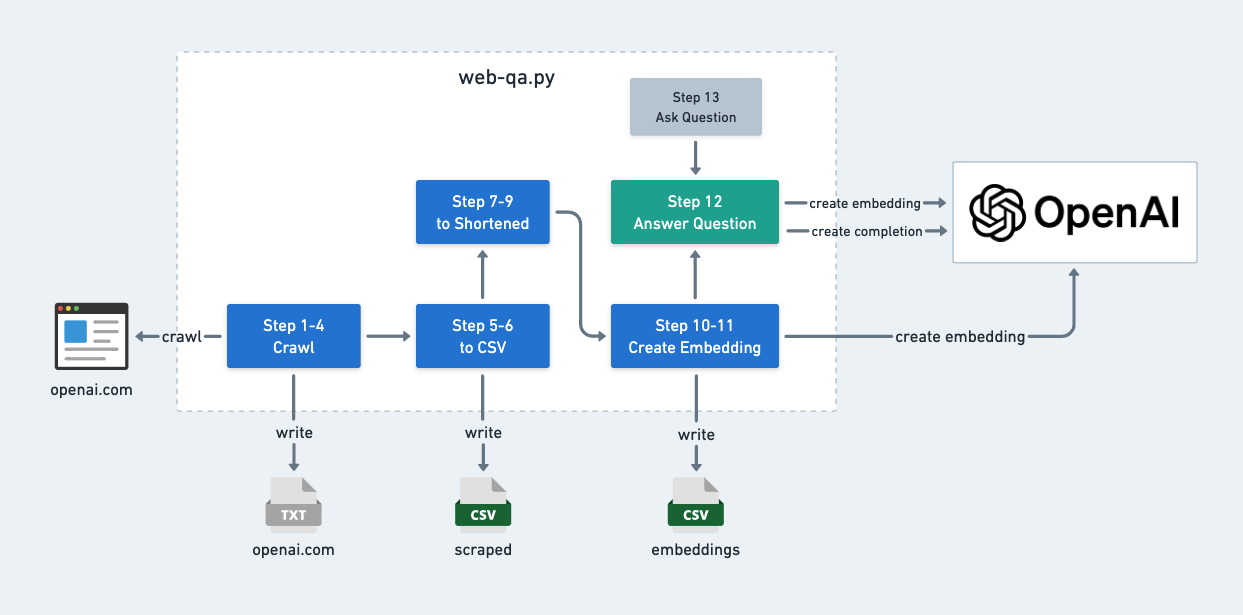 web-qa.py
Step 13
Ask Question
Step 7-9
to Shortened
Step 12
Answer Question
create embedding
create completion
OpenAI
crawl
Step 1-4
Crawl
Step 5-6
to CSV
Step 10-11
Create Embedding
create embedding
openai.com
write
write
write
TXT
CSV
CSV
openai.com
scraped
embeddings